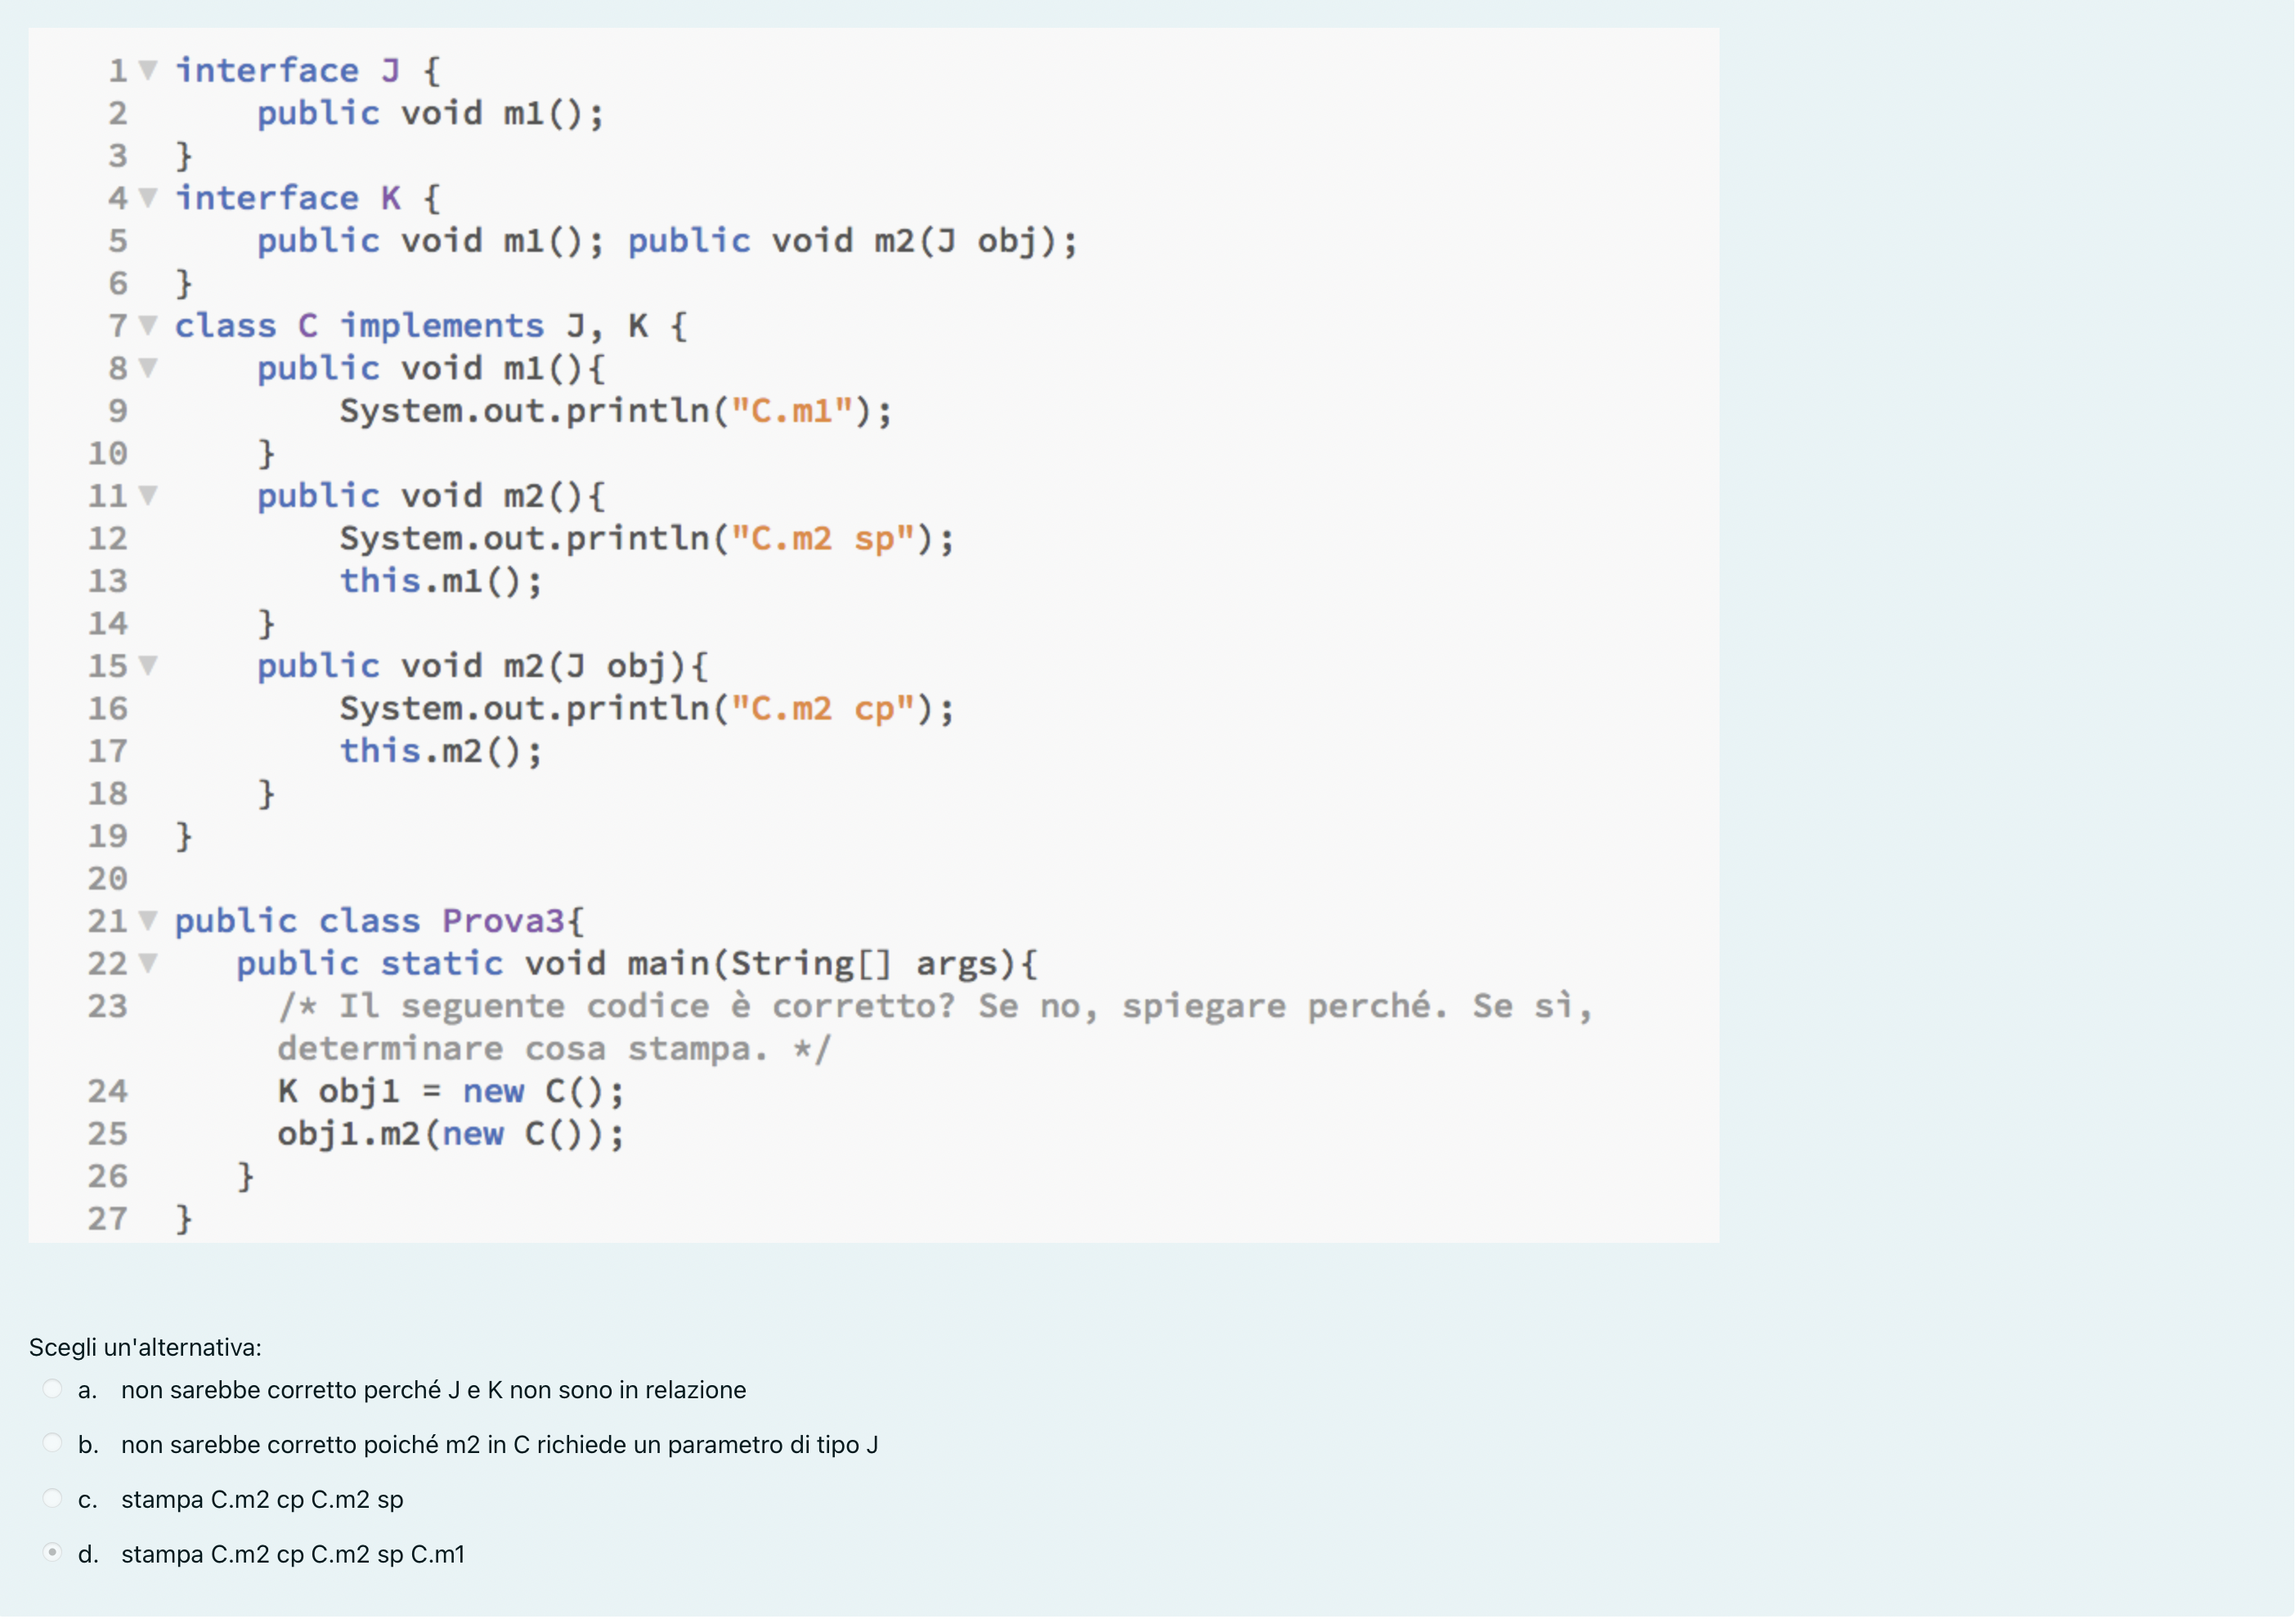 1 interface J {
2     public void m1();
3 }
4 interface K {
5     public void m1(); public void m2(J obj);
6 }
7 class C implements J, K {
8     public void m1(){
9         System.out.println("C.m1");
10     }
11     public void m2(){
12         System.out.println("C.m2 sp");
13         this.m1();
14     }
15     public void m2(J obj){
16         System.out.println("C.m2 cp");
17         this.m2();
18     }
19 }
20
21 public class Prova3{
22    public static void main(String[] args){
23      /* Il seguente codice è corretto? Se no, spiegare perché. Se sì,
determinare cosa stampa. */
24      K obj1 = new C();
25      obj1.m2(new C());
26    }
27 }
Scegli un'alternativa:
a. non sarebbe corretto perché J e K non sono in relazione
b. non sarebbe corretto poiché m2 in C richiede un parametro di tipo J
c. stampa C.m2 cp C.m2 sp
d. stampa C.m2 cp C.m2 sp C.m1